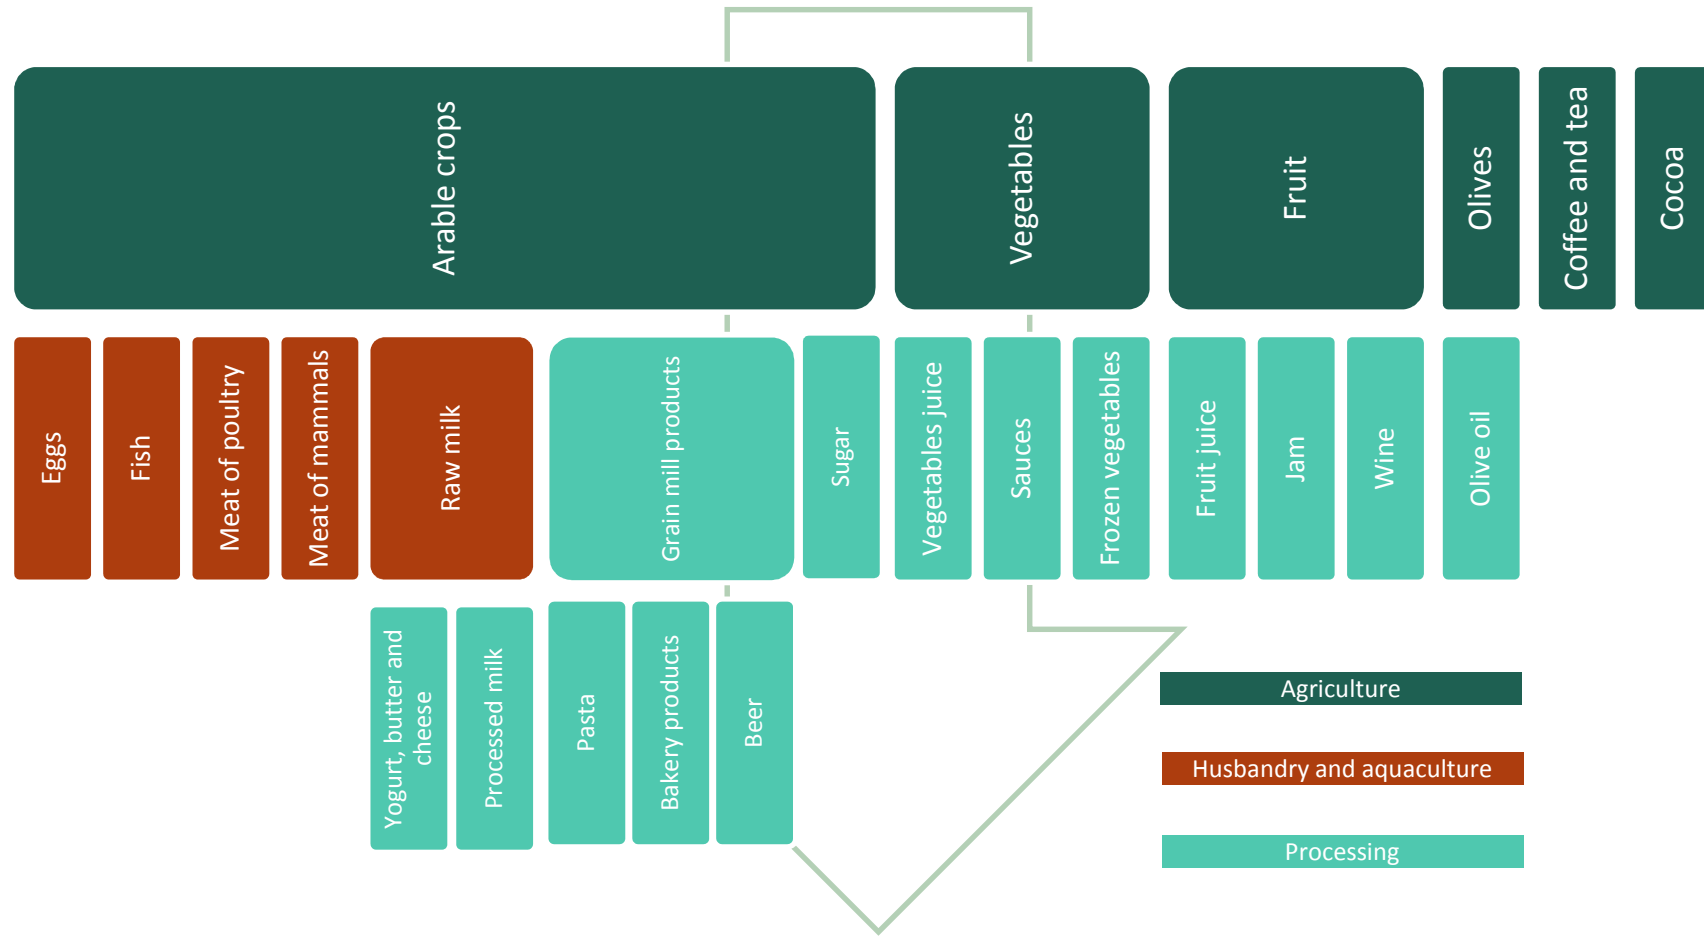 Arable crops
Vegetables
Fruit
Olives
Coffee and tea
Cocoa
Eggs
Fish
Meat of poultry
Meat of mammals
Raw milk
Grain mill products
Sugar
Vegetables juice
Sauces
Frozen vegetables
Fruit juice
Jam
Wine
Olive oil
Yogurt, butter and
cheese
Processed milk
Pasta
Bakery products
Beer
Agriculture
Husbandry and aquaculture
Processing